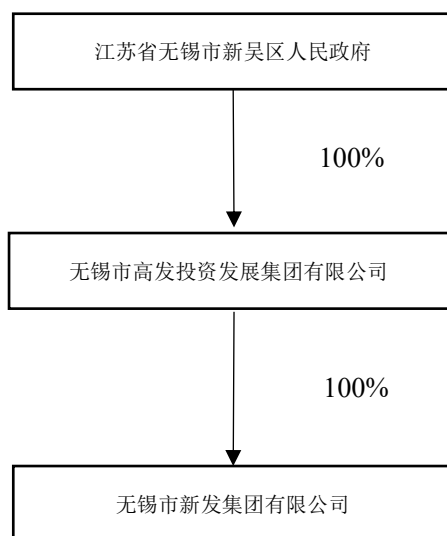 江苏省无锡市新吴区人民政府
100%
无锡市高发投资发展集团有限公司
100%
无锡市新发集团有限公司